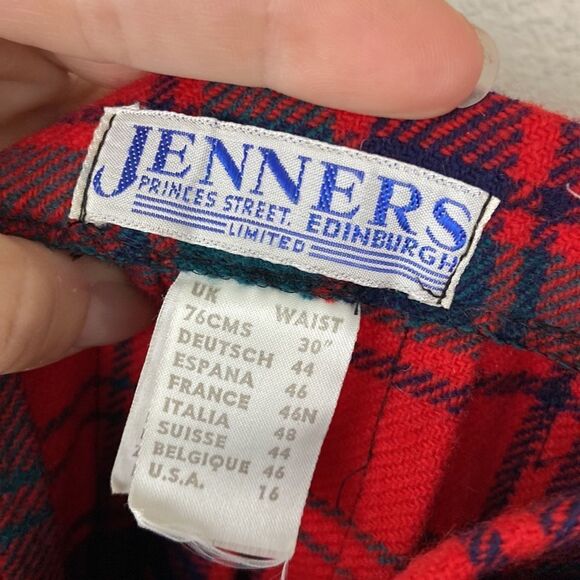 JENNERS
PRINCES STREET, EDINBURGH
LIMITED
UK WAIST
76CMS 30"
DEUTSCH 44
ESPANA 46
FRANCE 46N
ITALIA 48
SUISSE 44
BELGIQUE 46
U.S.A. 16